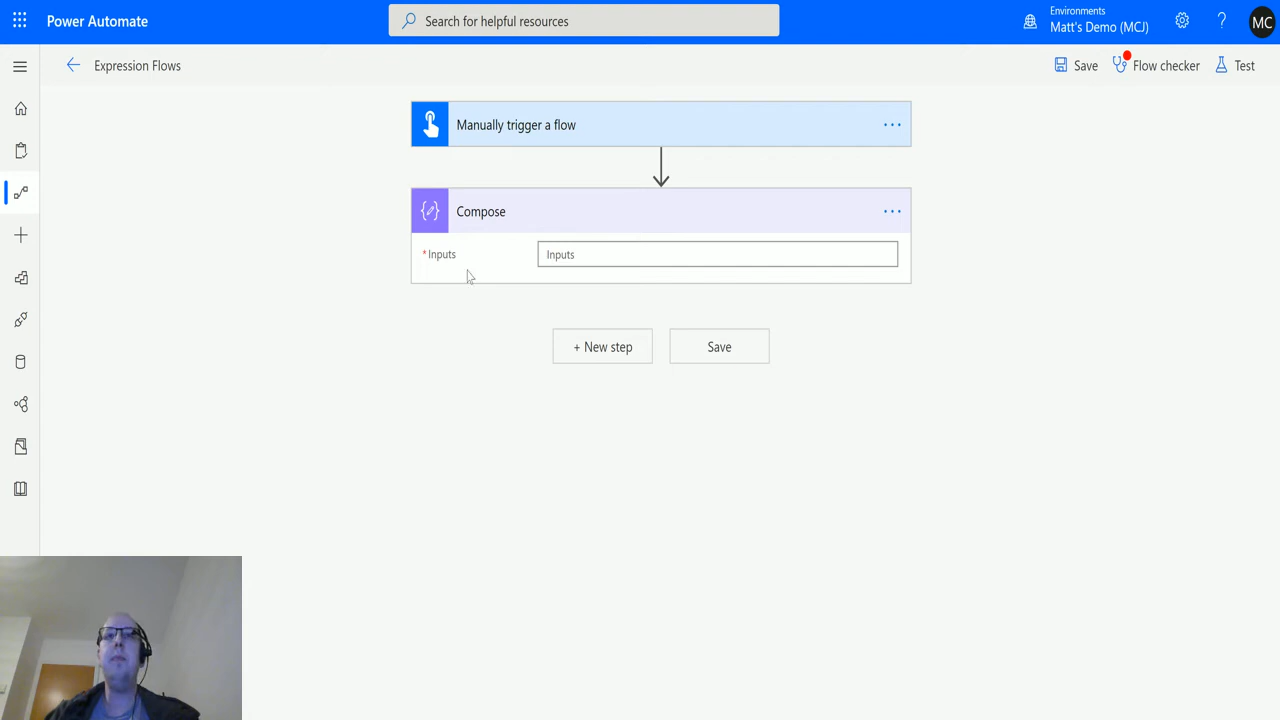 Power Automate
Search for helpful resources
Environments
Matt's Demo (MCJ)
?
MC
Expression Flows
Save
Flow checker
Test
Manually trigger a flow
...
Compose
...
* Inputs
Inputs
+ New step
Save